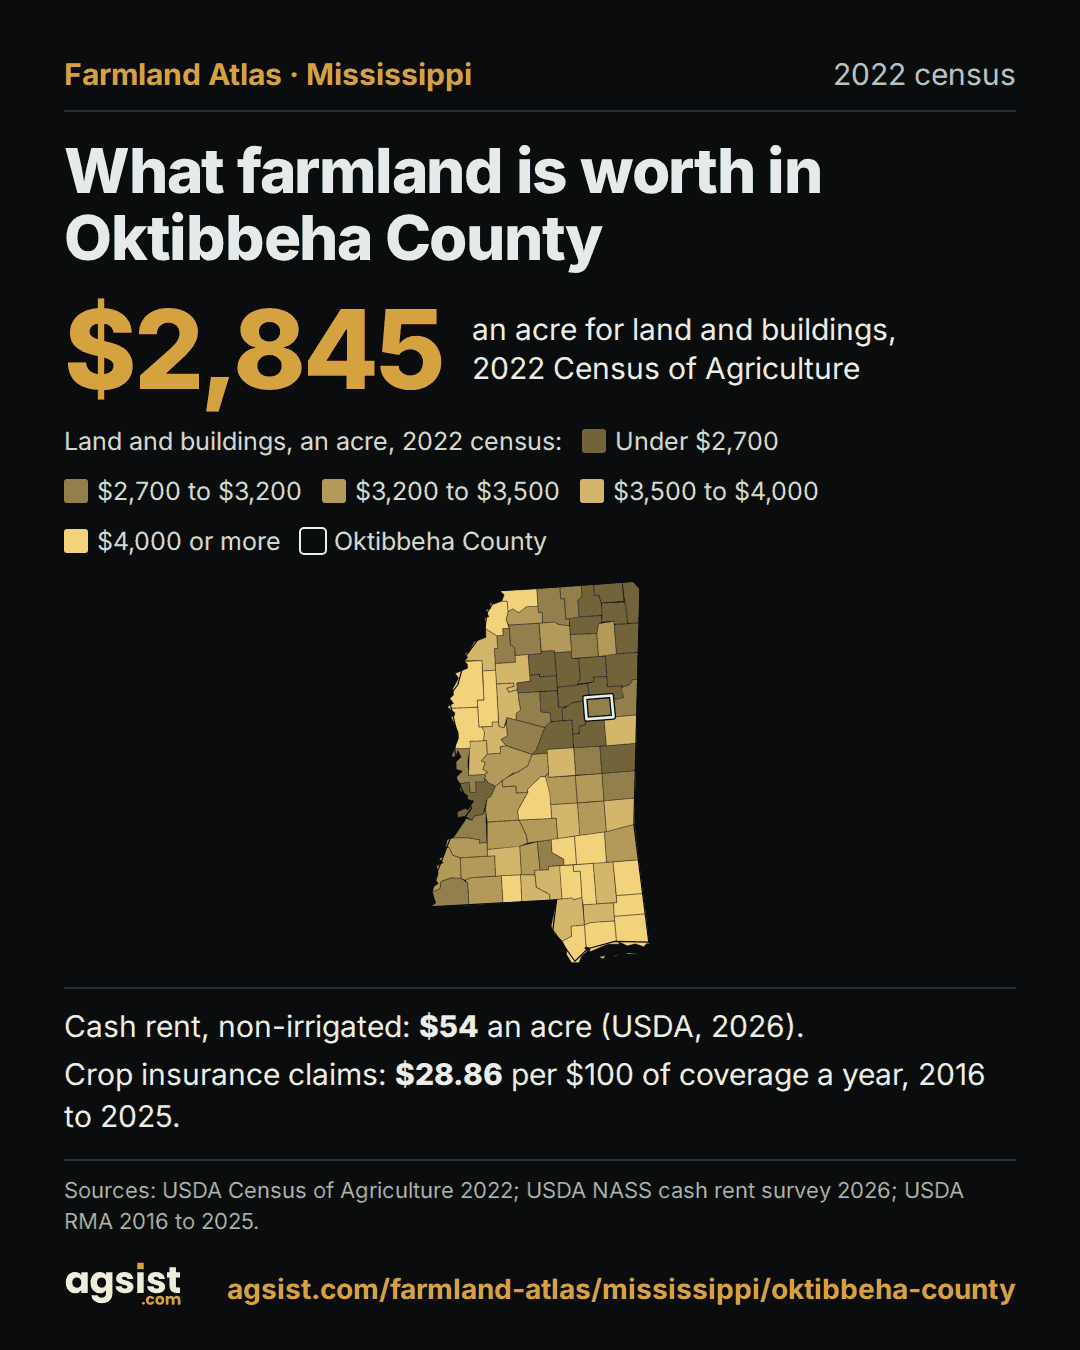 Farmland Atlas · Mississippi
2022 census
What farmland is worth in
Oktibbeha County
$2,845
an acre for land and buildings,
2022 Census of Agriculture
Land and buildings, an acre, 2022 census:
Under $2,700
$2,700 to $3,200
$3,200 to $3,500
$3,500 to $4,000
$4,000 or more
Oktibbeha County
Cash rent, non-irrigated: $54 an acre (USDA, 2026).
Crop insurance claims: $28.86 per $100 of coverage a year, 2016
to 2025.
Sources: USDA Census of Agriculture 2022; USDA NASS cash rent survey 2026; USDA
RMA 2016 to 2025.
agsist
.com
agsist.com/farmland-atlas/mississippi/oktibbeha-county